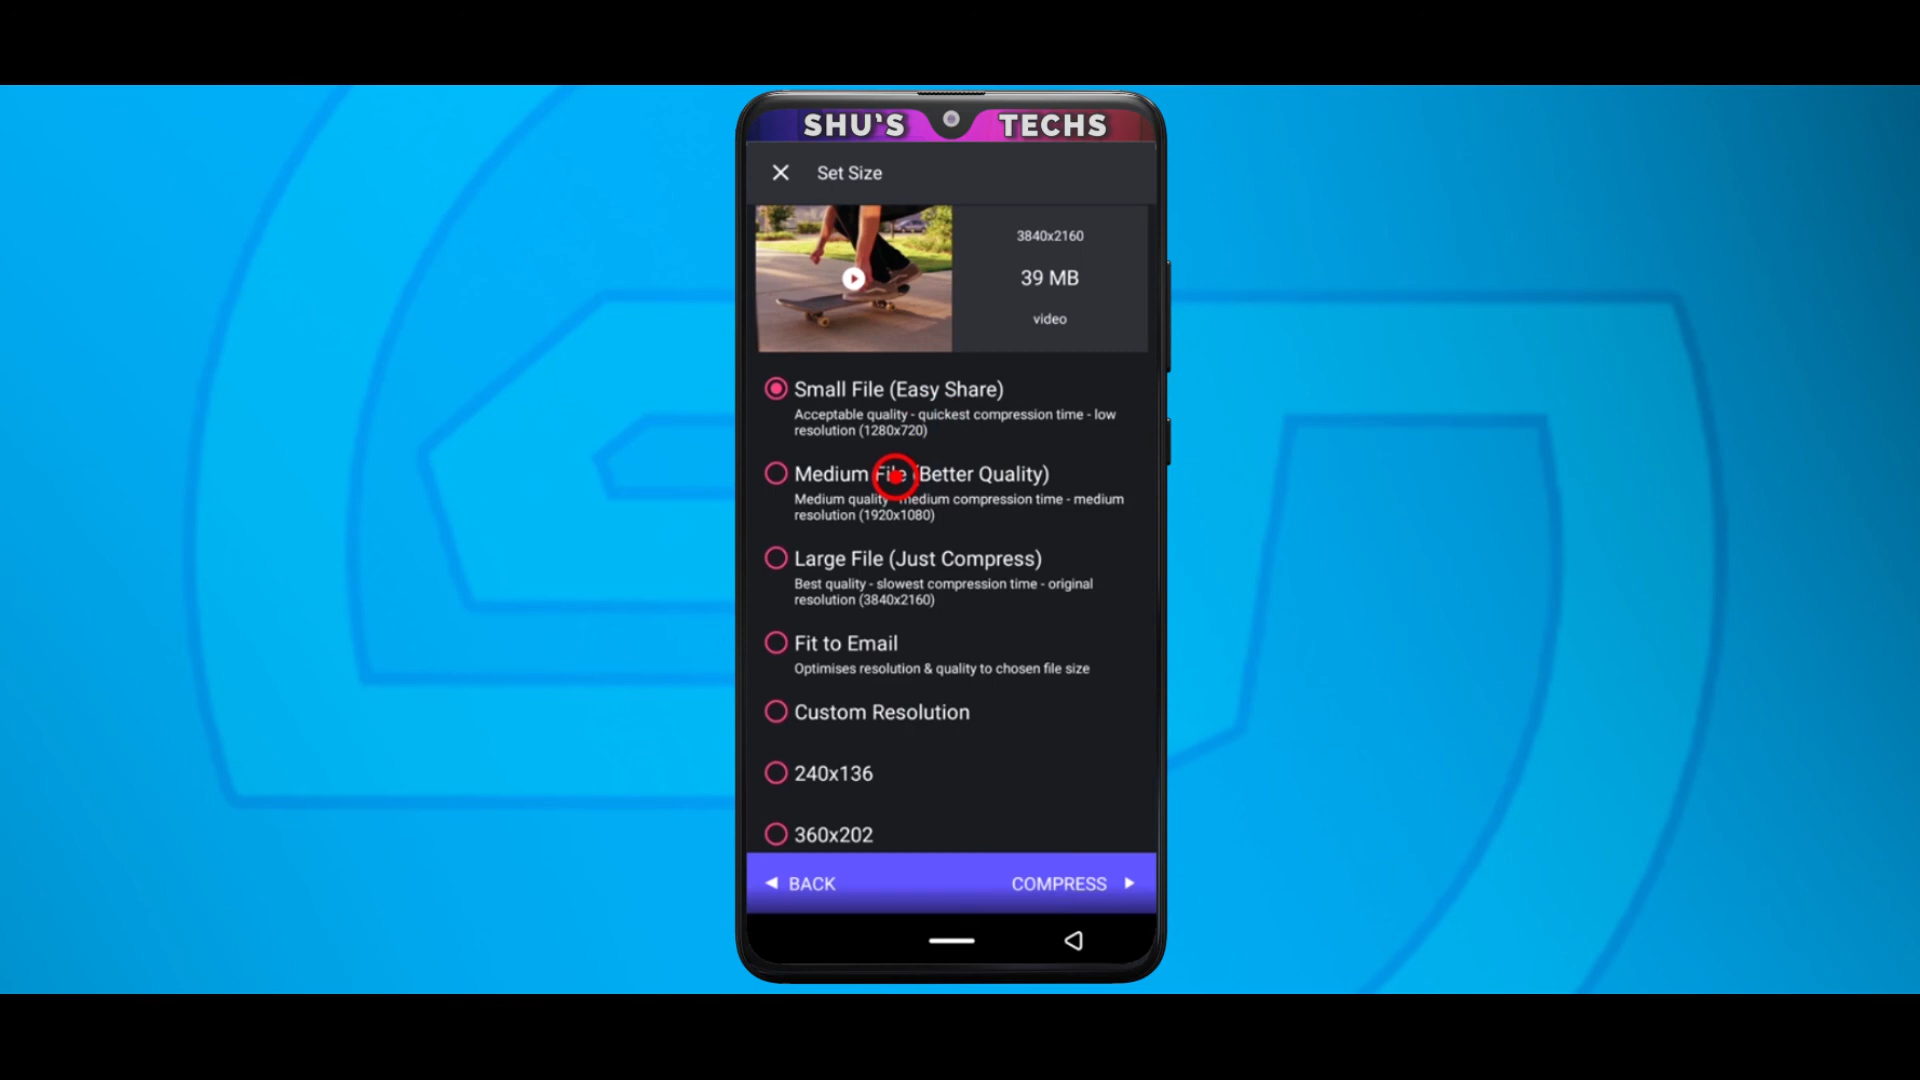 SHU'S TECHS
Set Size
3840x2160
39 MB
video
Small File (Easy Share)
Acceptable quality - quickest compression time - low
resolution (1280x720)
Medium File (Better Quality)
Medium quality - medium compression time - medium
resolution (1920x1080)
Large File (Just Compress)
Best quality - slowest compression time - original
resolution (3840x2160)
Fit to Email
Optimises resolution & quality to chosen file size
Custom Resolution
240x136
360x202
BACK
COMPRESS